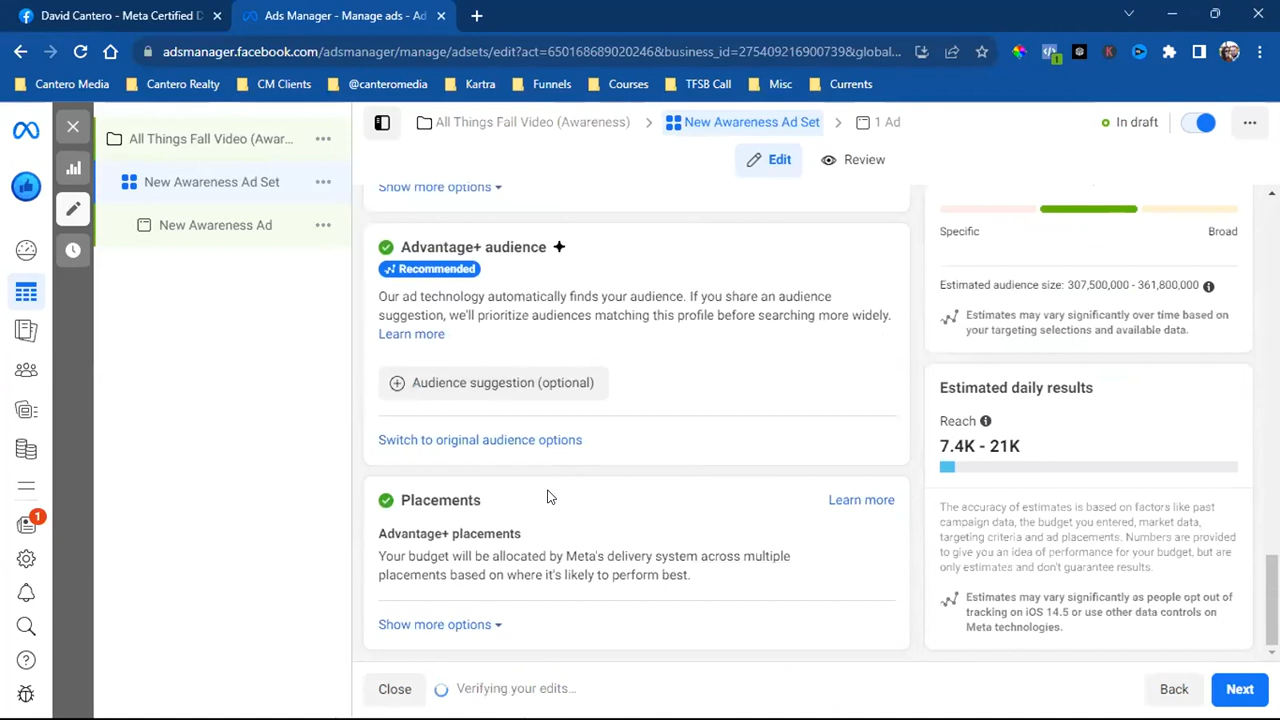 David Cantero - Meta Certified D
Ads Manager - Manage ads - Ad
adsmanager.facebook.com/adsmanager/manage/adsets/edit?act=650168689020246&business_id=2754092169007739&global...
1
Cantero Media
Cantero Realty
CM Clients
@canteromedia
Kartra
Funnels
Courses
TFSB Call
Misc
Currents
All Things Fall Video (Awar...
New Awareness Ad Set
New Awareness Ad
1
All Things Fall Video (Awareness)
New Awareness Ad Set
1 Ad
In draft
Edit
Review
Show more options
Advantage+ audience
Recommended
Our ad technology automatically finds your audience. If you share an audience
suggestion, we'll prioritize audiences matching this profile before searching more widely.
Learn more
Audience suggestion (optional)
Switch to original audience options
Placements
Learn more
Advantage+ placements
Your budget will be allocated by Meta's delivery system across multiple
placements based on where it's likely to perform best.
Show more options
Specific
Broad
Estimated audience size: 307,500,000 - 361,800,000
Estimates may vary significantly over time based on
your targeting selections and available data.
Estimated daily results
Reach
7.4K - 21K
The accuracy of estimates is based on factors like past
campaign data, the budget you entered, market data,
targeting criteria and ad placements. Numbers are provided
to give you an idea of performance for your budget, but are
only estimates and don't guarantee results.
Estimates may vary significantly as people opt out of
tracking on iOS 14.5 or use other data controls on
Meta technologies.
Close
Verifying your edits...
Back
Next